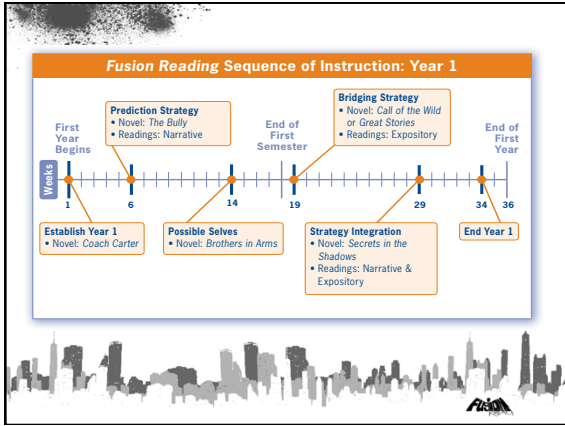 Fusion Reading Sequence of Instruction: Year 1
Prediction Strategy
• Novel: The Bully
• Readings: Narrative
Bridging Strategy
• Novel: Call of the Wild
or Great Stories
• Readings: Expository
First
Year
Begins
End of
First
Semester
End of
First
Year
Weeks
1
6
14
19
29
34
36
Establish Year 1
• Novel: Coach Carter
Possible Selves
• Novel: Brothers in Arms
Strategy Integration
• Novel: Secrets in the
Shadows
• Readings: Narrative &
Expository
End Year 1
FUSION